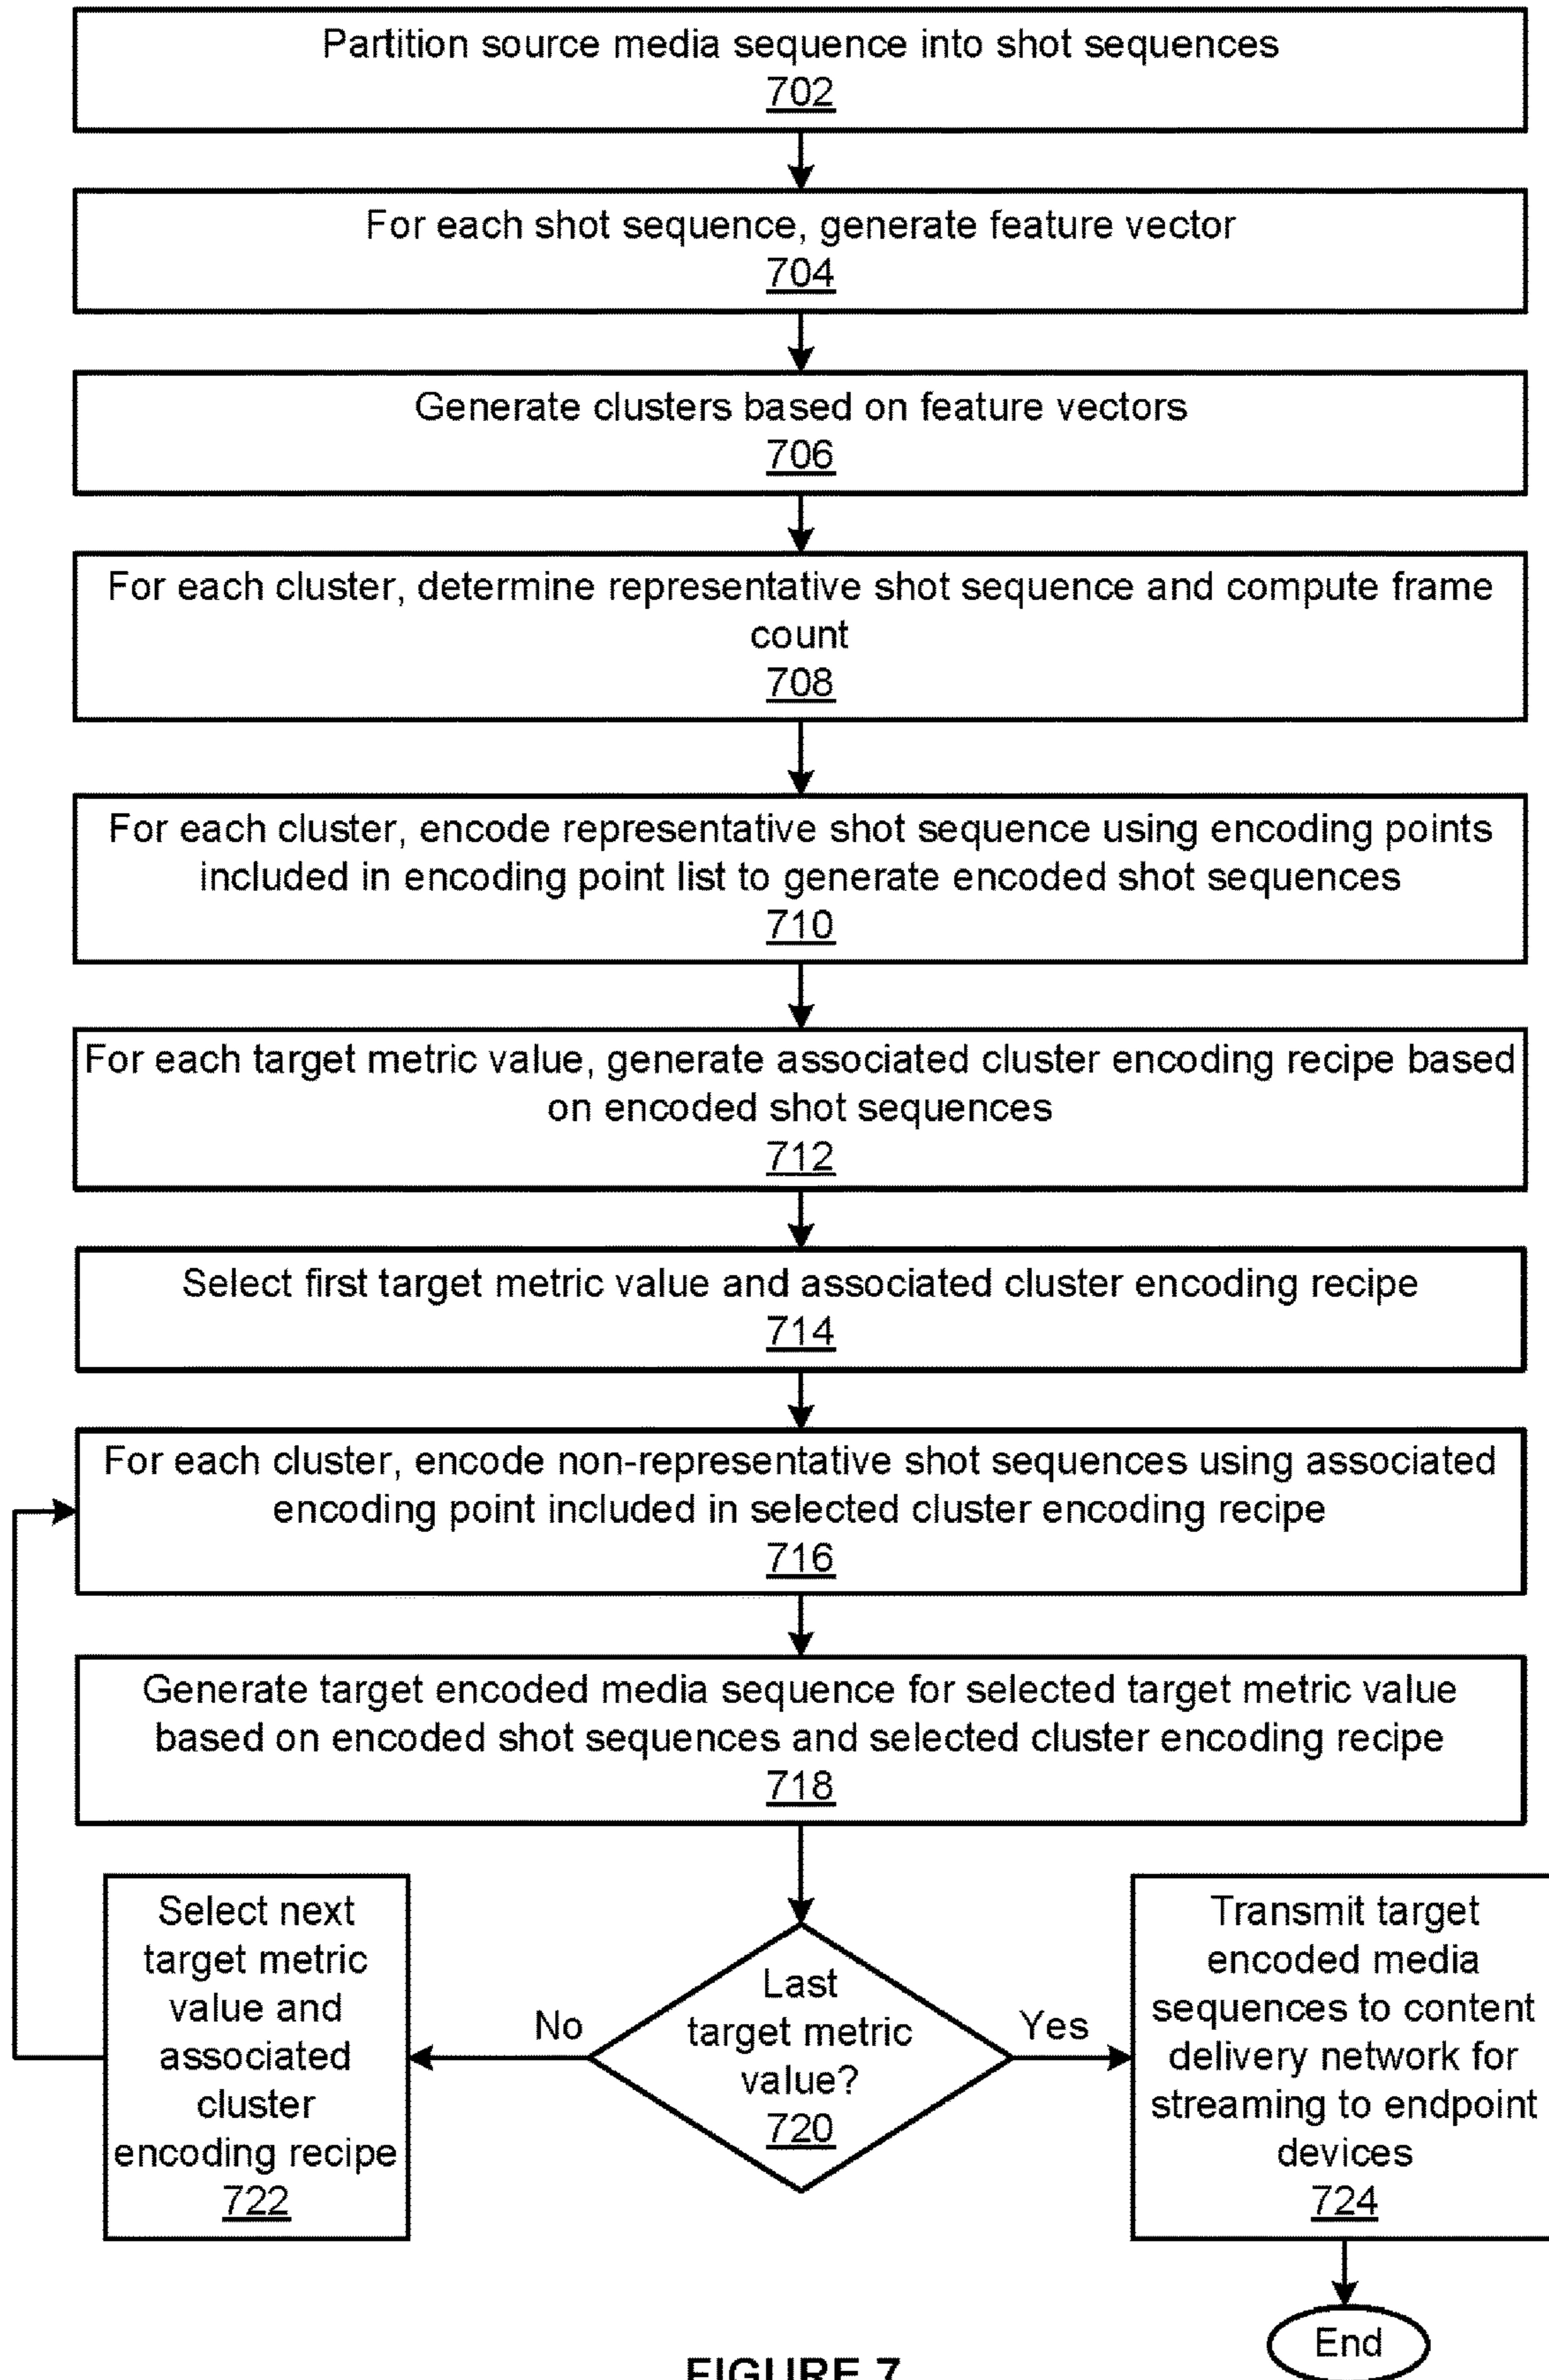 Partition source media sequence into shot sequences
702
For each shot sequence, generate feature vector
704
Generate clusters based on feature vectors
706
For each cluster, determine representative shot sequence and compute frame
count
708
For each cluster, encode representative shot sequence using encoding points
included in encoding point list to generate encoded shot sequences
710
For each target metric value, generate associated cluster encoding recipe based
on encoded shot sequences
712
Select first target metric value and associated cluster encoding recipe
714
For each cluster, encode non-representative shot sequences using associated
encoding point included in selected cluster encoding recipe
716
Generate target encoded media sequence for selected target metric value
based on encoded shot sequences and selected cluster encoding recipe
718
Select next
target metric
value and
associated
cluster
encoding recipe
722
No
Last
target metric
value?
720
Yes
Transmit target
encoded media
sequences to content
delivery network for
streaming to endpoint
devices
724
End
FIGURE 7